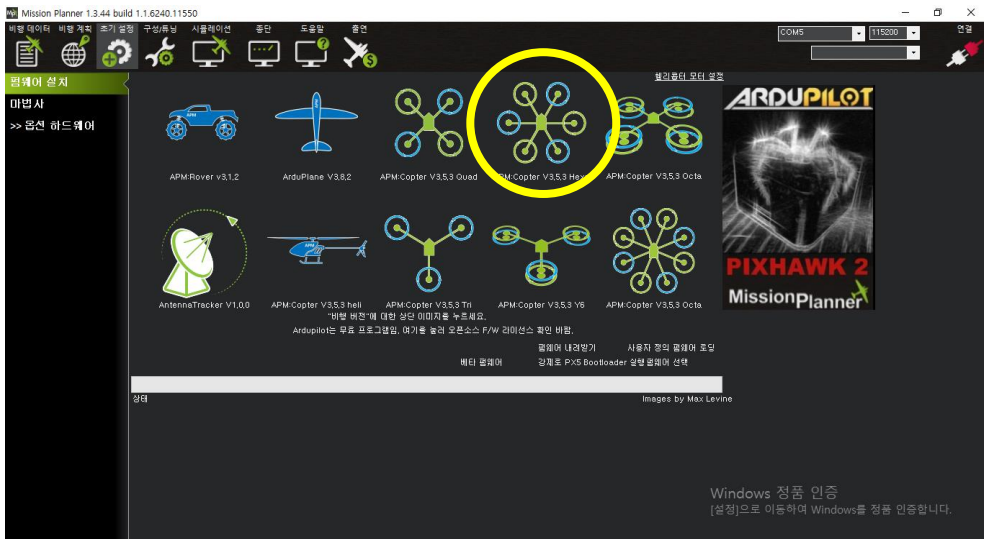 Mission Planner 1.3.44 build 1.1.6240.11550
비행 데이터 비행 계획 초기 설정 구성/튜닝 시뮬레이션 종단 도움말 출연
COM5 115200 연결
펌웨어 설치
마법사
>> 옵션 하드웨어
헬리콥터 모터 설정
APM:Rover v3,1,2 ArduPlane V3,8,2 APM:Copter V3,5,3 Quad APM:Copter V3,5,3 Hexa APM:Copter V3,5,3 Octa
ARDUPILOT
PIXHAWK 2
Mission Planner
AntennaTracker V1,0,0 APM:Copter V3,5,3 heli APM:Copter V3,5,3 Tri APM:Copter V3,5,3 Y6 APM:Copter V3,5,3 Octa
"비행 버전"에 대한 상단 이미지를 누르세요.
Ardupilot는 무료 프로그램임, 여기를 눌러 오픈소스 F/W 라이선스 확인 바람.
펌웨어 내려받기 사용자 정의 펌웨어 로딩
베타 펌웨어 강제로 PX5 Bootloader 실행 펌웨어 선택
상태 Images by Max Levine
Windows 정품 인증
[설정]으로 이동하여 Windows를 정품 인증합니다.